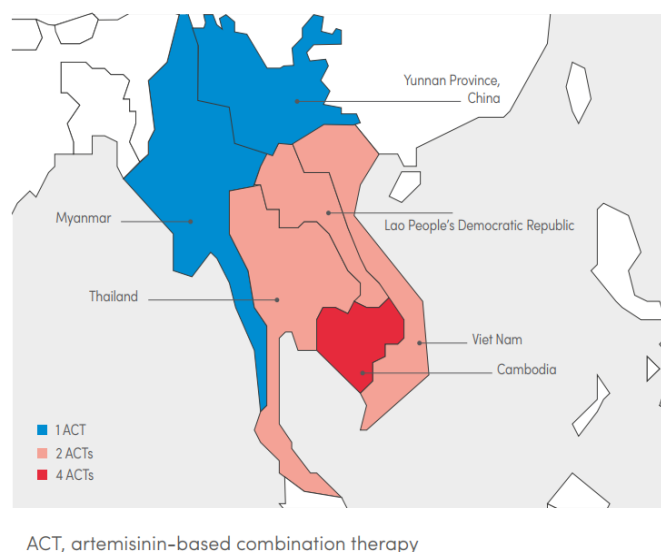 Yunnan Province,
China
Myanmar
Lao People's Democratic Republic
Thailand
Viet Nam
Cambodia
1 ACT
2 ACTs
4 ACTs
ACT, artemisinin-based combination therapy